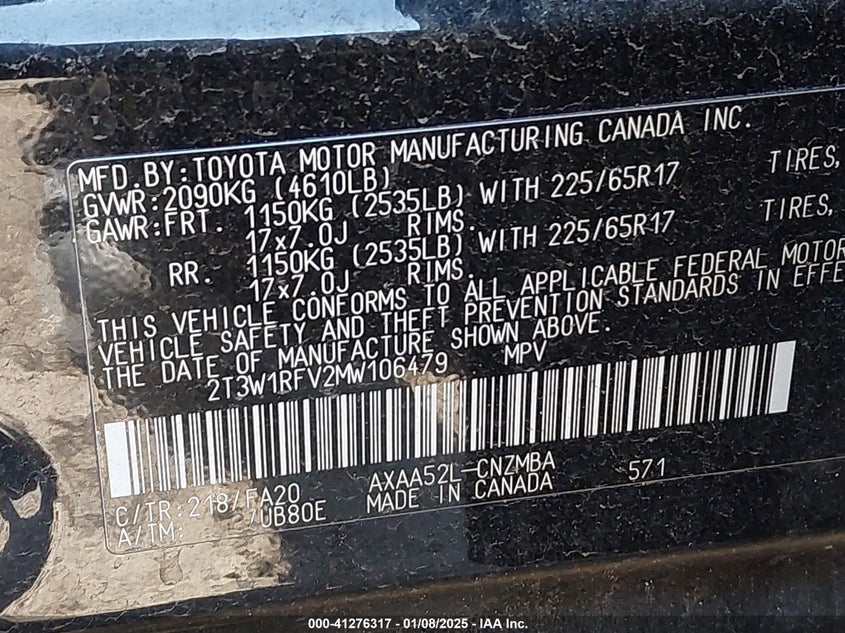 MFD.BY:TOYOTA MOTOR MANUFACTURING CANADA INC.
GVWR:2090KG (4610LB)
GAWR:FRT. 1150KG (2535LB) WITH 225/65R17 TIRES,
17x7.0J RIMS.
RR. 1150KG (2535LB) WITH 225/65R17 TIRES,
17x7.0J RIMS.
THIS VEHICLE CONFORMS TO ALL APPLICABLE FEDERAL MOTOR
VEHICLE SAFETY AND THEFT PREVENTION STANDARDS IN EFFE
THE DATE OF MANUFACTURE SHOWN ABOVE.
2T3W1RFV2MW106479 MPV
C/TR:218/FA20 AXAA52L-CNZMBA 571
A/TM: /UB80E MADE IN CANADA
000-41276317 - 01/08/2025 - IAA Inc.